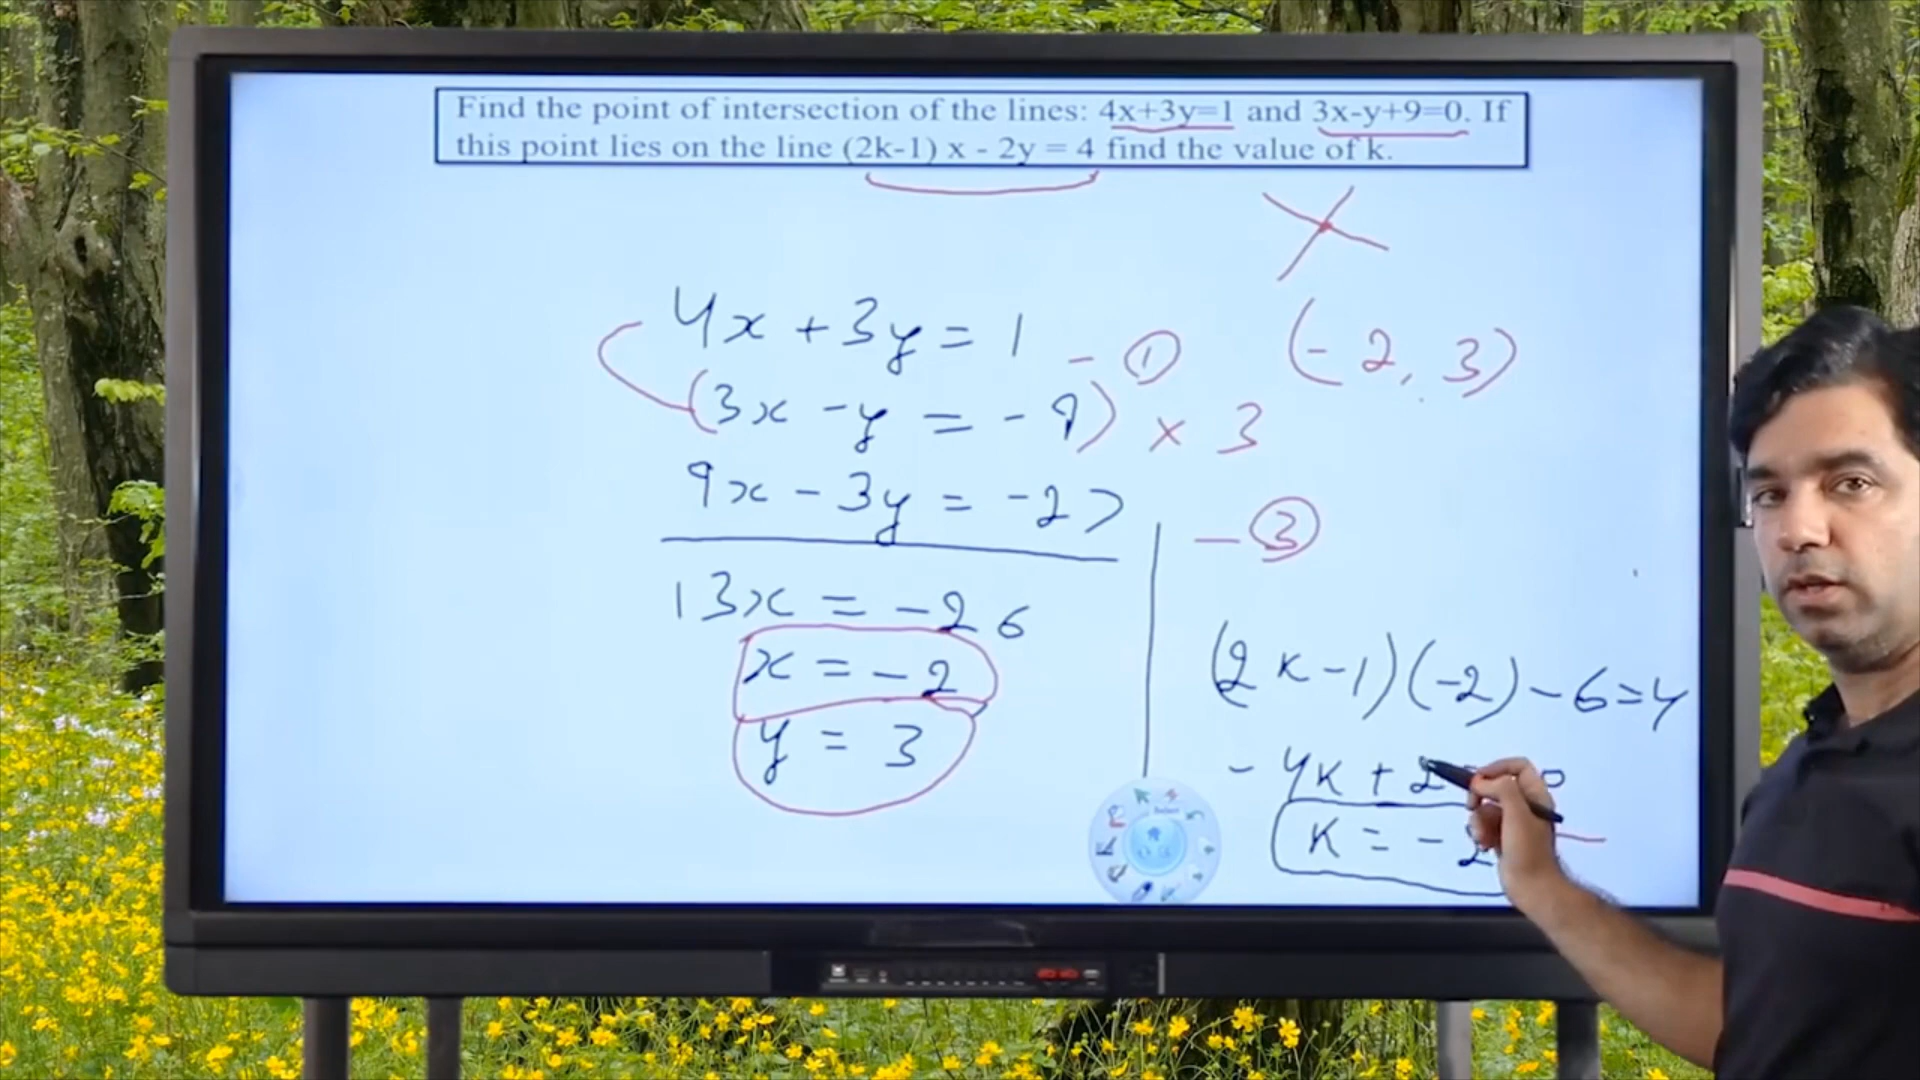 Find the point of intersection of the lines: 4x+3y=1 and 3x-y+9=0. If
this point lies on the line (2k-1) x - 2y = 4 find the value of k.
4x + 3y = 1 - ①
(3x - y = - 9) × 3
(-2, 3)
9x - 3y = -27
- ③
13x = -26
x = -2
y = 3
(2k-1)(-2) - 6 = 4
- 4k + 2
k = - 2